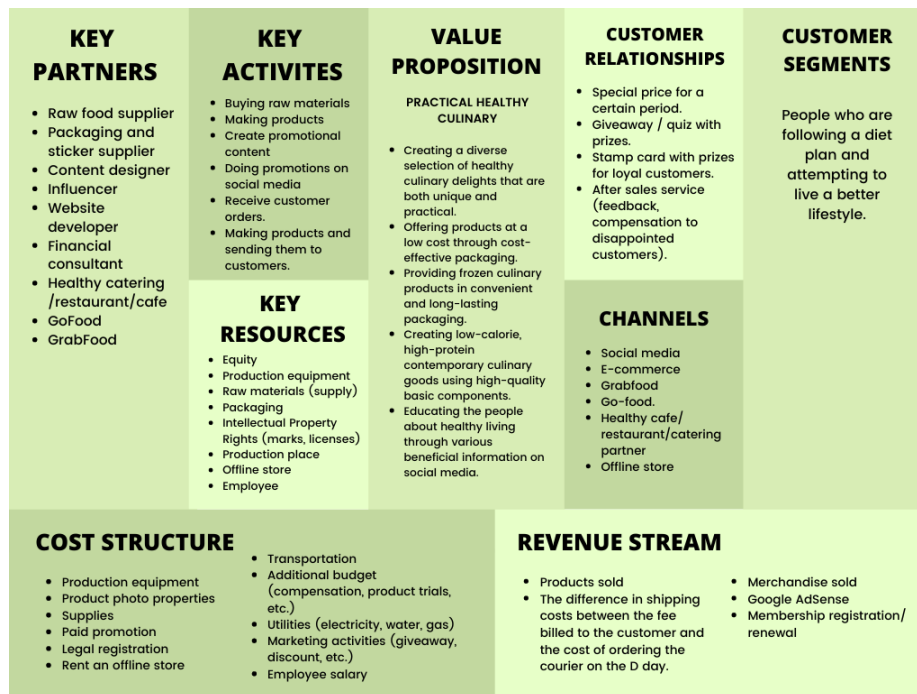 KEY
PARTNERS
• Raw food supplier
• Packaging and
sticker supplier
• Content designer
• Influencer
• Website
developer
• Financial
consultant
• Healthy catering
/restaurant/cafe
• GoFood
• GrabFood
KEY
ACTIVITES
• Buying raw materials
• Making products
• Create promotional
content
• Doing promotions on
social media
• Receive customer
orders.
• Making products and
sending them to
customers.
KEY
RESOURCES
• Equity
• Production equipment
• Raw materials (supply)
• Packaging
• Intellectual Property
Rights (marks, licenses)
• Production place
• Offline store
• Employee
VALUE
PROPOSITION
PRACTICAL HEALTHY
CULINARY
• Creating a diverse
selection of healthy
culinary delights that are
both unique and
practical.
• Offering products at a
low cost through cost-
effective packaging.
• Providing frozen culinary
products in convenient
and long-lasting
packaging.
• Creating low-calorie,
high-protein
contemporary culinary
goods using high-quality
basic components.
• Educating the people
about healthy living
through various
beneficial information on
social media.
CUSTOMER
RELATIONSHIPS
• Special price for a
certain period.
• Giveaway / quiz with
prizes.
• Stamp card with prizes
for loyal customers.
• After sales service
(feedback,
compensation to
disappointed
customers).
CHANNELS
• Social media
• E-commerce
• Grabfood
• Go-food.
• Healthy cafe/
restaurant/catering
partner
• Offline store
CUSTOMER
SEGMENTS
People who are
following a diet
plan and
attempting to
live a better
lifestyle.
COST STRUCTURE
• Production equipment
• Product photo properties
• Supplies
• Paid promotion
• Legal registration
• Rent an offline store
• Transportation
• Additional budget
(compensation, product trials,
etc.)
• Utilities (electricity, water, gas)
• Marketing activities (giveaway,
discount, etc.)
• Employee salary
REVENUE STREAM
• Products sold
• The difference in shipping
costs between the fee
billed to the customer and
the cost of ordering the
courier on the D day.
• Merchandise sold
• Google AdSense
• Membership registration/
renewal